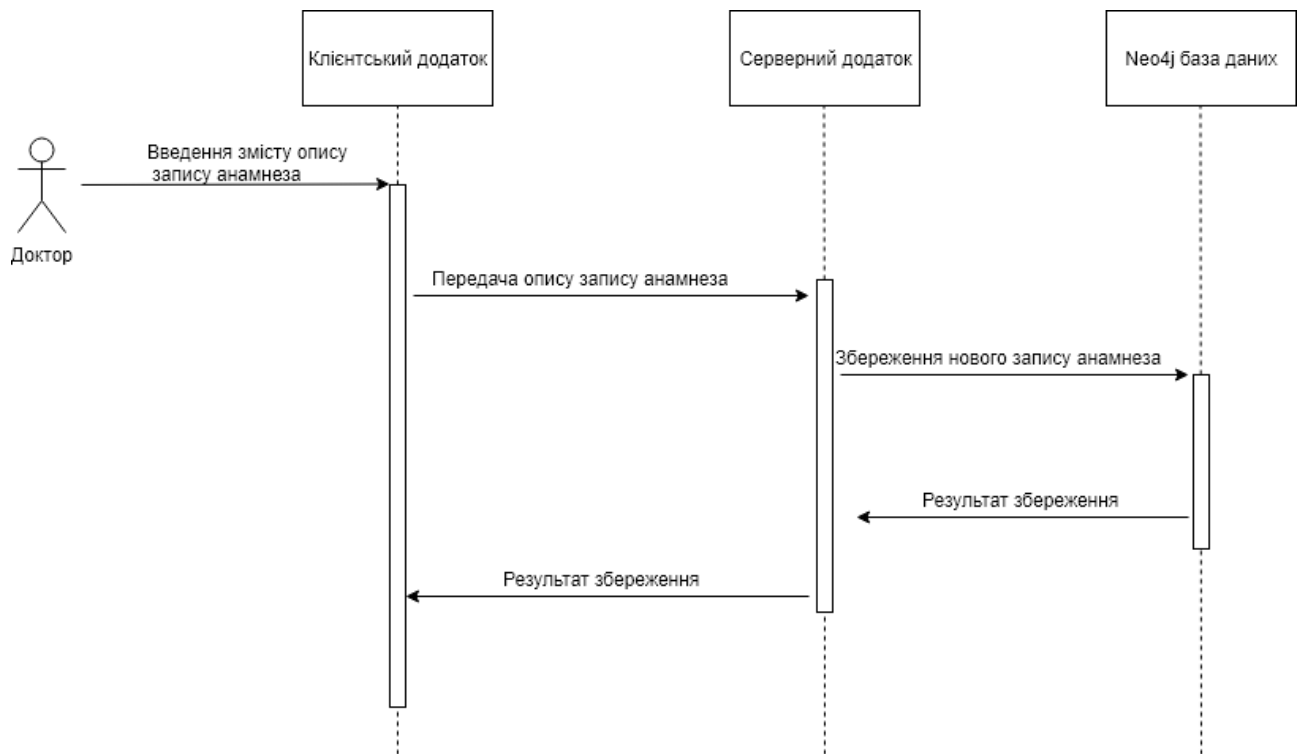 Клієнтський додаток
Серверний додаток
Neo4j база даних
Введення змісту опису
запису анамнеза
Доктор
Передача опису запису анамнеза
Збереження нового запису анамнеза
Результат збереження
Результат збереження